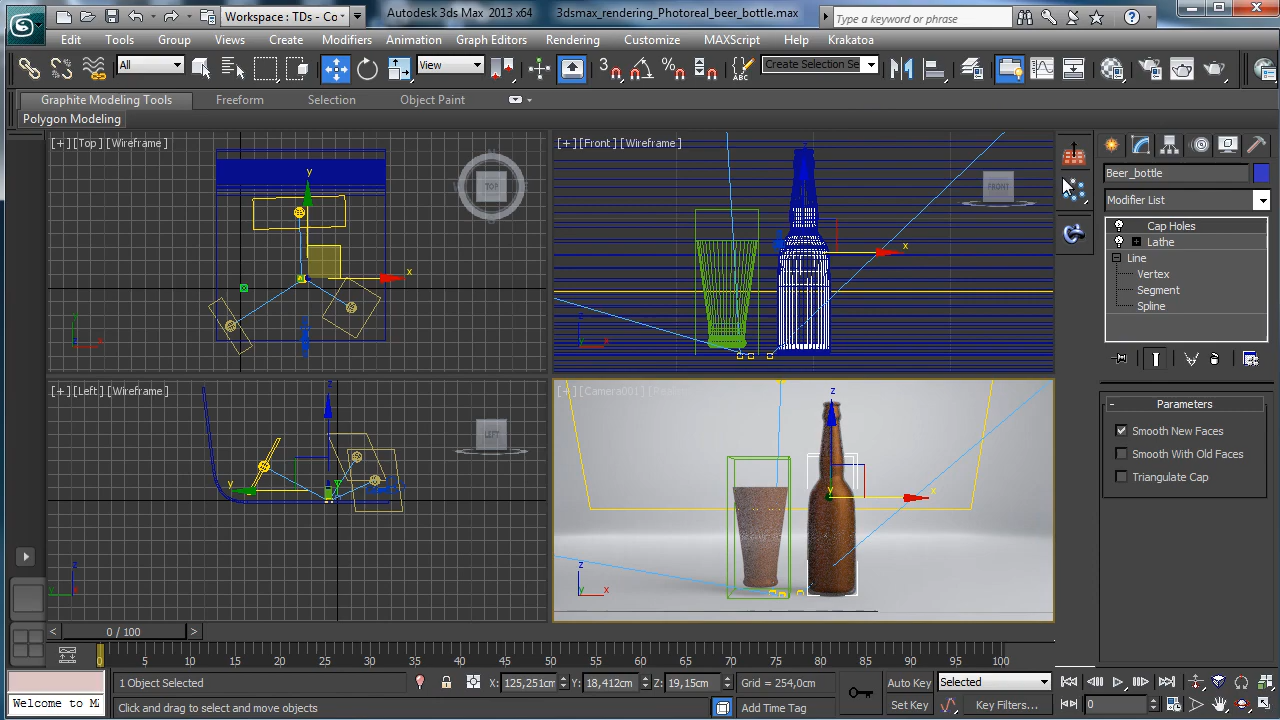 Workspace : TDs - Co
Autodesk 3ds Max 2013 x64
3dsmax_rendering_Photoreal_beer_bottle.max
Type a keyword or phrase
Edit Tools Group Views Create Modifiers Animation Graph Editors Rendering Customize MAXScript Help Krakatoa
All
View
3
%
ABC
Create Selection Se
Graphite Modeling Tools Freeform Selection Object Paint
Polygon Modeling
[+] [Top] [Wireframe]
TOP
y
x
[+] [Front] [Wireframe]
FRONT
z
x
[+] [Left] [Wireframe]
LEFT
z
y
z
y
x
[+] [Camera001]
z
y
x
z
x
Beer_bottle
Modifier List
Cap Holes
Lathe
Line
Vertex
Segment
Spline
- Parameters
Smooth New Faces
Smooth With Old Faces
Triangulate Cap
< 0 / 100 >
0 5 10 15 20 25 30 35 40 45 50 55 60 65 70 75 80 85 90 95 100
1 Object Selected
X: 125,251cm Y: 18,412cm Z: 19,15cm Grid = 254,0cm
Auto Key Selected
Welcome to M
Click and drag to select and move objects
Add Time Tag
Set Key Key Filters...
0